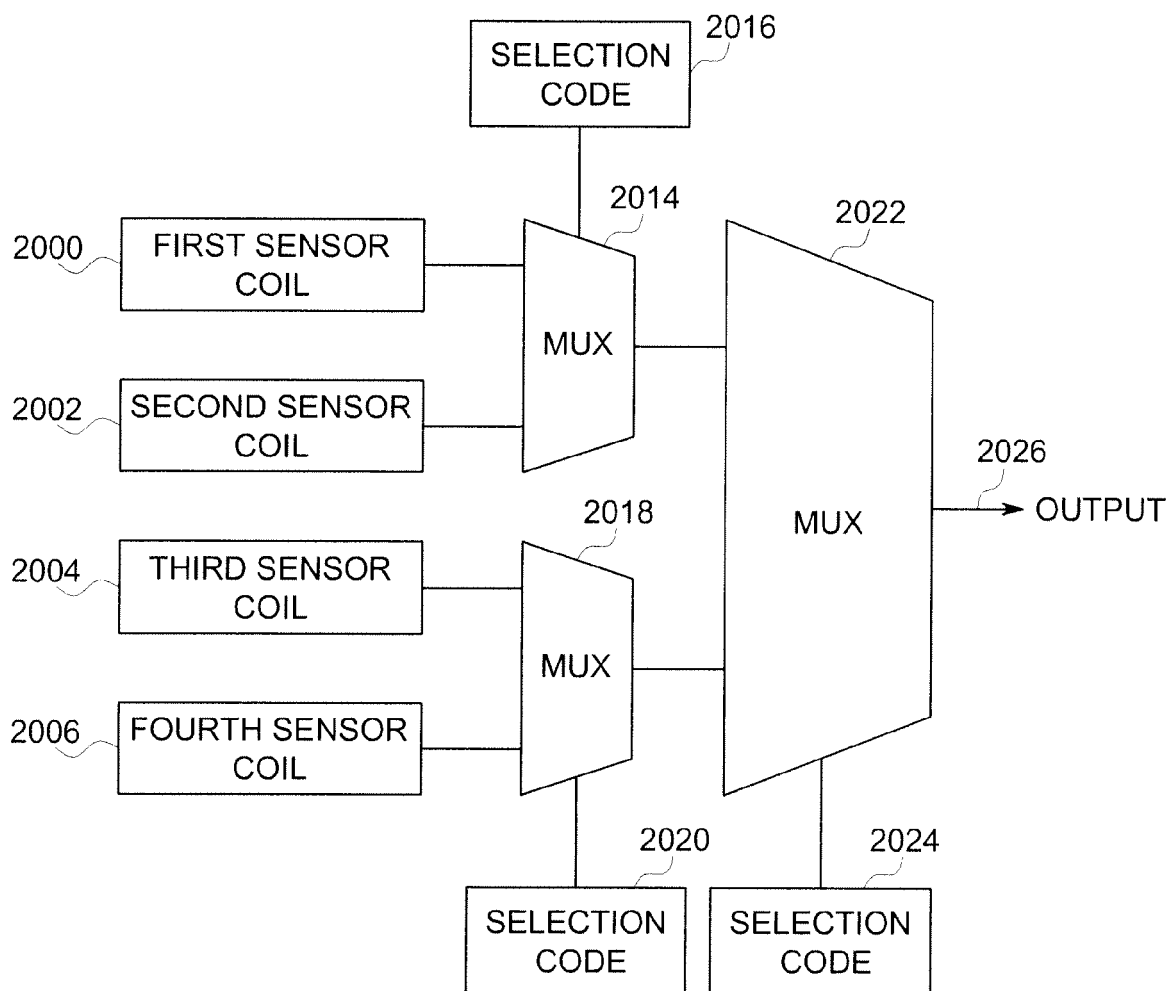 2016
SELECTION
CODE
2014
2022
2000
FIRST SENSOR
COIL
MUX
2002
SECOND SENSOR
COIL
2026
OUTPUT
MUX
2018
2004
THIRD SENSOR
COIL
MUX
2006
FOURTH SENSOR
COIL
2020
2024
SELECTION
CODE
SELECTION
CODE